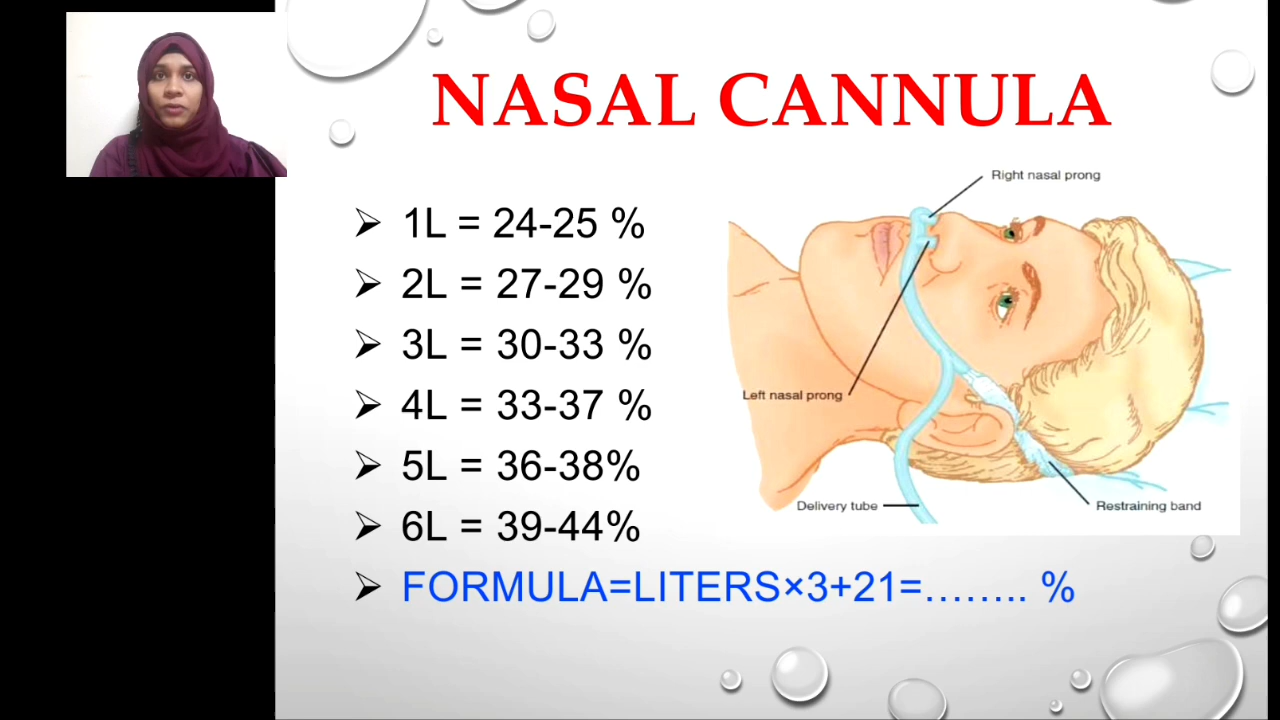 NASAL CANNULA
➢ 1L = 24-25 %
➢ 2L = 27-29 %
➢ 3L = 30-33 %
➢ 4L = 33-37 %
➢ 5L = 36-38%
➢ 6L = 39-44%
➢ FORMULA=LITERS×3+21=…….. %
Right nasal prong
Left nasal prong
Delivery tube
Restraining band